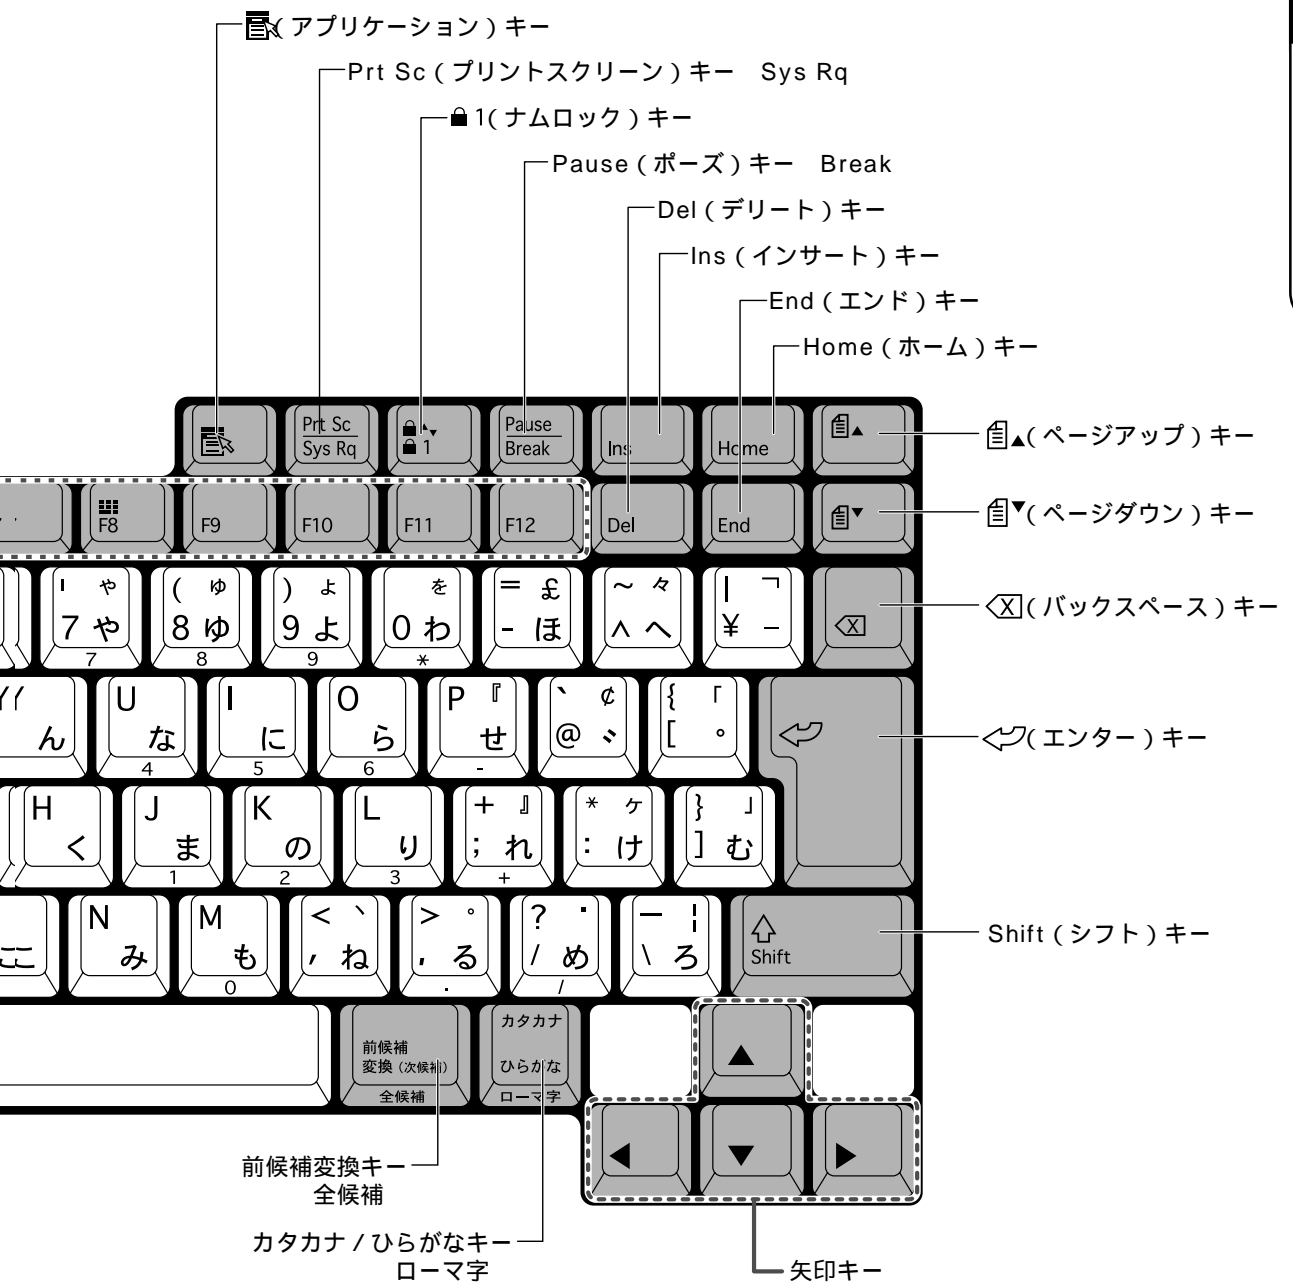 ( アプリケーション ) キー
Prt Sc ( プリントスクリーン ) キー Sys Rq
1( ナムロック ) キー
Pause ( ポーズ ) キー Break
Del ( デリート ) キー
Ins ( インサート ) キー
End ( エンド ) キー
Home ( ホーム ) キー
Prt Sc
Sys Rq
1
Pause
Break
Ins
Home
▲
▲( ページアップ ) キー
F8
F9
F10
F11
F12
Del
End
▼
▼( ページダウン ) キー
' ゃ
7 や
7
( ゅ
8 ゆ
8
) ょ
9 よ
9
を
0 わ
*
= £
- ほ
~ 々
^ へ
| ¬
¥ ー
( バックスペース ) キー
Y
ん
U
な
4
I
に
5
O
ら
6
P 『
せ
-
` ¢
@ ゛
{ 「
[ ゜
( エンター ) キー
H
く
J
ま
1
K
の
2
L
り
3
+ 』
; れ
+
* ヶ
: け
} 」
] む
こ
N
み
M
も
0
< 、
, ね
> 。
. る
.
? ・
/ め
/
_ ¦
\ ろ
Shift
Shift ( シフト ) キー
前候補
変換 (次候補)
全候補
カタカナ
ひらがな
ローマ字
▲
◀
▼
▶
前候補変換キー
全候補
カタカナ / ひらがなキー
ローマ字
矢印キー